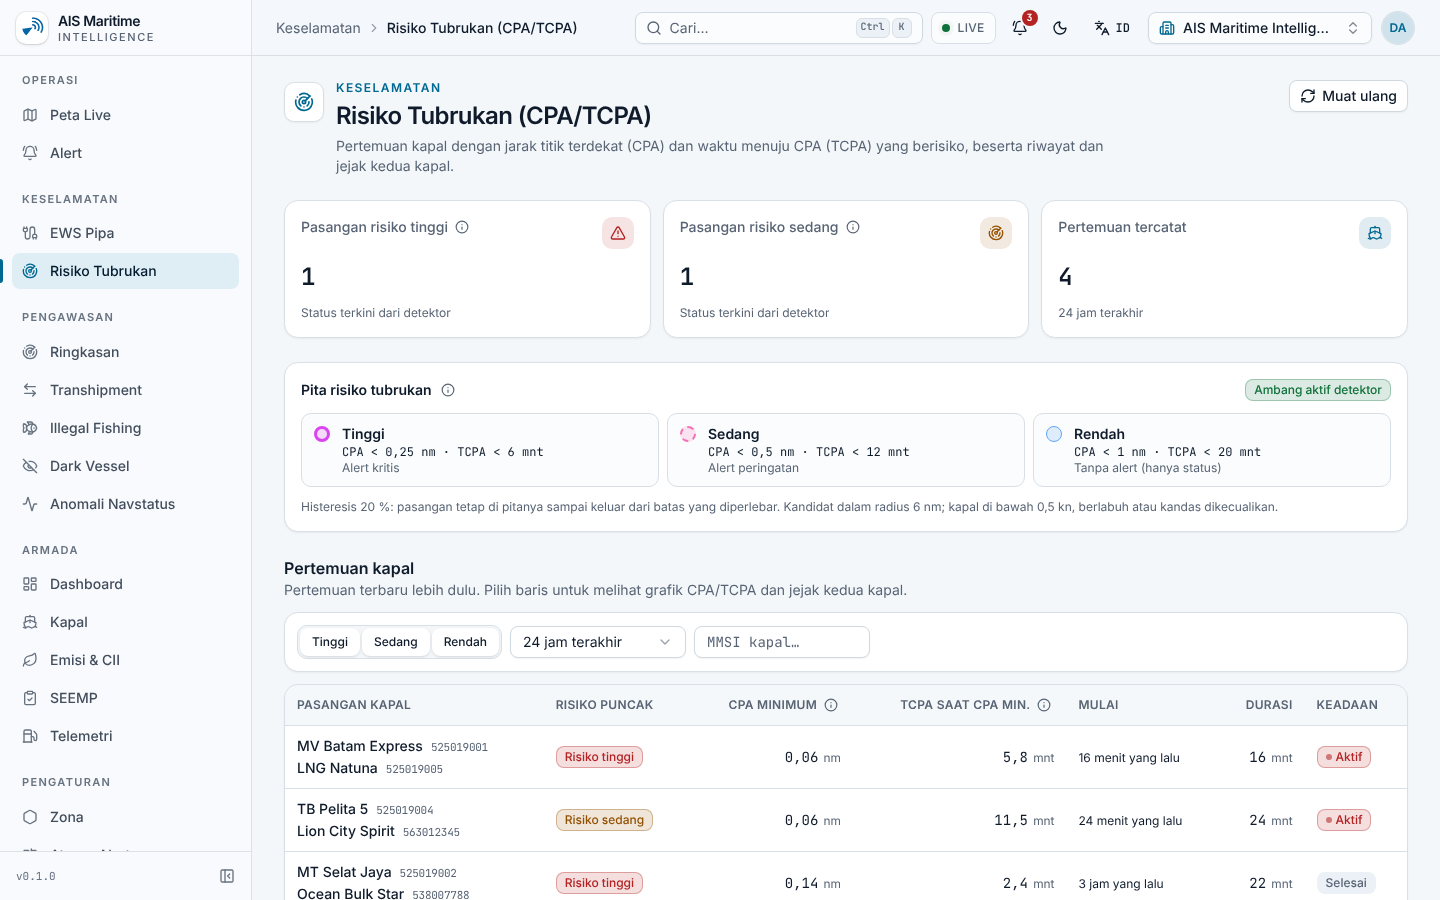 AIS Maritime
INTELLIGENCE
Keselamatan > Risiko Tubrukan (CPA/TCPA)
Cari...
Ctrl K
LIVE
3
ID
AIS Maritime Intellig...
DA
OPERASI
Peta Live
Alert
KESELAMATAN
EWS Pipa
Risiko Tubrukan
PENGAWASAN
Ringkasan
Transhipment
Illegal Fishing
Dark Vessel
Anomali Navstatus
ARMADA
Dashboard
Kapal
Emisi & CII
SEEMP
Telemetri
PENGATURAN
Zona
v0.1.0
KESELAMATAN
Risiko Tubrukan (CPA/TCPA)
Pertemuan kapal dengan jarak titik terdekat (CPA) dan waktu menuju CPA (TCPA) yang berisiko, beserta riwayat dan
jejak kedua kapal.
Muat ulang
Pasangan risiko tinggi
1
Status terkini dari detektor
Pasangan risiko sedang
1
Status terkini dari detektor
Pertemuan tercatat
4
24 jam terakhir
Pita risiko tubrukan
Ambang aktif detektor
Tinggi
CPA < 0,25 nm · TCPA < 6 mnt
Alert kritis
Sedang
CPA < 0,5 nm · TCPA < 12 mnt
Alert peringatan
Rendah
CPA < 1 nm · TCPA < 20 mnt
Tanpa alert (hanya status)
Histeresis 20 %: pasangan tetap di pitanya sampai keluar dari batas yang diperlebar. Kandidat dalam radius 6 nm; kapal di bawah 0,5 kn, berlabuh atau kandas dikecualikan.
Pertemuan kapal
Pertemuan terbaru lebih dulu. Pilih baris untuk melihat grafik CPA/TCPA dan jejak kedua kapal.
Tinggi Sedang Rendah
24 jam terakhir
MMSI kapal…
PASANGAN KAPAL RISIKO PUNCAK CPA MINIMUM TCPA SAAT CPA MIN. MULAI DURASI KEADAAN
MV Batam Express 525019001
LNG Natuna 525019005
Risiko tinggi 0,06 nm 5,8 mnt 16 menit yang lalu 16 mnt Aktif
TB Pelita 5 525019004
Lion City Spirit 563012345
Risiko sedang 0,06 nm 11,5 mnt 24 menit yang lalu 24 mnt Aktif
MT Selat Jaya 525019002
Ocean Bulk Star 538007788
Risiko tinggi 0,14 nm 2,4 mnt 3 jam yang lalu 22 mnt Selesai